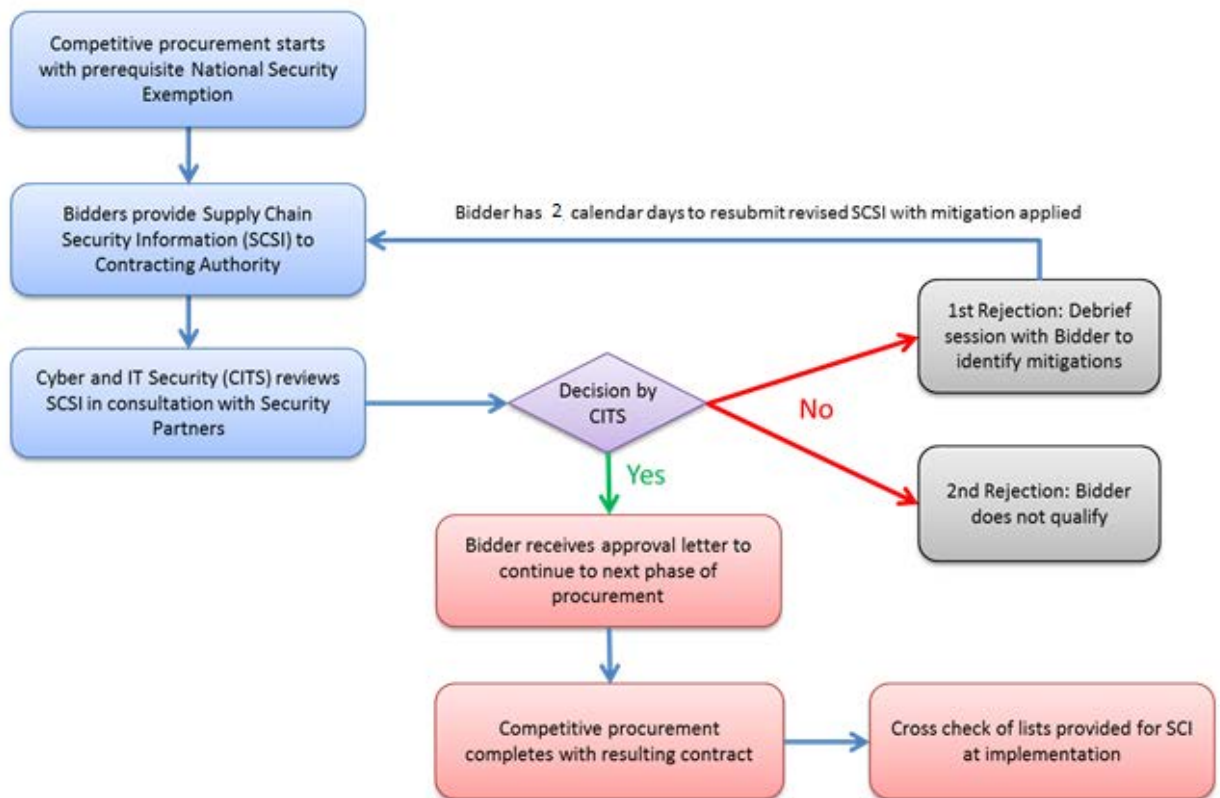 Competitive procurement starts
with prerequisite National Security
Exemption
Bidders provide Supply Chain
Security Information (SCSI) to
Contracting Authority
Bidder has 2 calendar days to resubmit revised SCSI with mitigation applied
1st Rejection: Debrief
session with Bidder to
identify mitigations
Cyber and IT Security (CITS) reviews
SCSI in consultation with Security
Partners
Decision by
CITS
No
Yes
2nd Rejection: Bidder
does not qualify
Bidder receives approval letter to
continue to next phase of
procurement
Competitive procurement
completes with resulting contract
Cross check of lists provided for SCI
at implementation